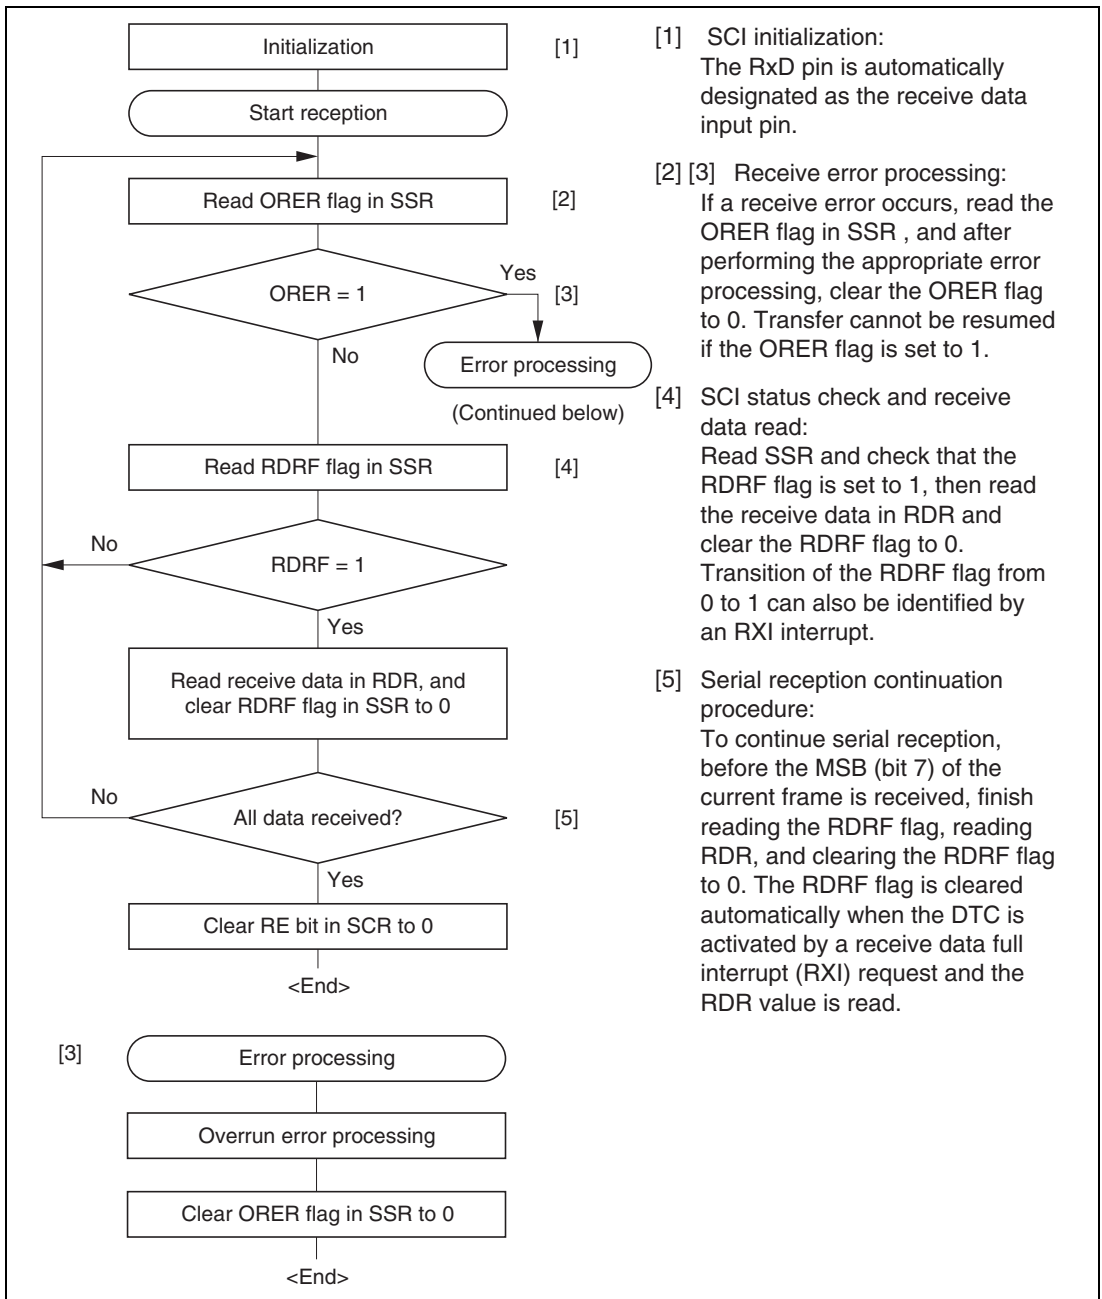 Initialization
[1]
Start reception
Read ORER flag in SSR
[2]
ORER = 1
Yes
[3]
No
Error processing
(Continued below)
Read RDRF flag in SSR
[4]
No
RDRF = 1
Yes
Read receive data in RDR, and
clear RDRF flag in SSR to 0
No
All data received?
[5]
Yes
Clear RE bit in SCR to 0
<End>
[3]
Error processing
Overrun error processing
Clear ORER flag in SSR to 0
<End>
[1] SCI initialization:
The RxD pin is automatically
designated as the receive data
input pin.
[2] [3] Receive error processing:
If a receive error occurs, read the
ORER flag in SSR , and after
performing the appropriate error
processing, clear the ORER flag
to 0. Transfer cannot be resumed
if the ORER flag is set to 1.
[4] SCI status check and receive
data read:
Read SSR and check that the
RDRF flag is set to 1, then read
the receive data in RDR and
clear the RDRF flag to 0.
Transition of the RDRF flag from
0 to 1 can also be identified by
an RXI interrupt.
[5] Serial reception continuation
procedure:
To continue serial reception,
before the MSB (bit 7) of the
current frame is received, finish
reading the RDRF flag, reading
RDR, and clearing the RDRF flag
to 0. The RDRF flag is cleared
automatically when the DTC is
activated by a receive data full
interrupt (RXI) request and the
RDR value is read.